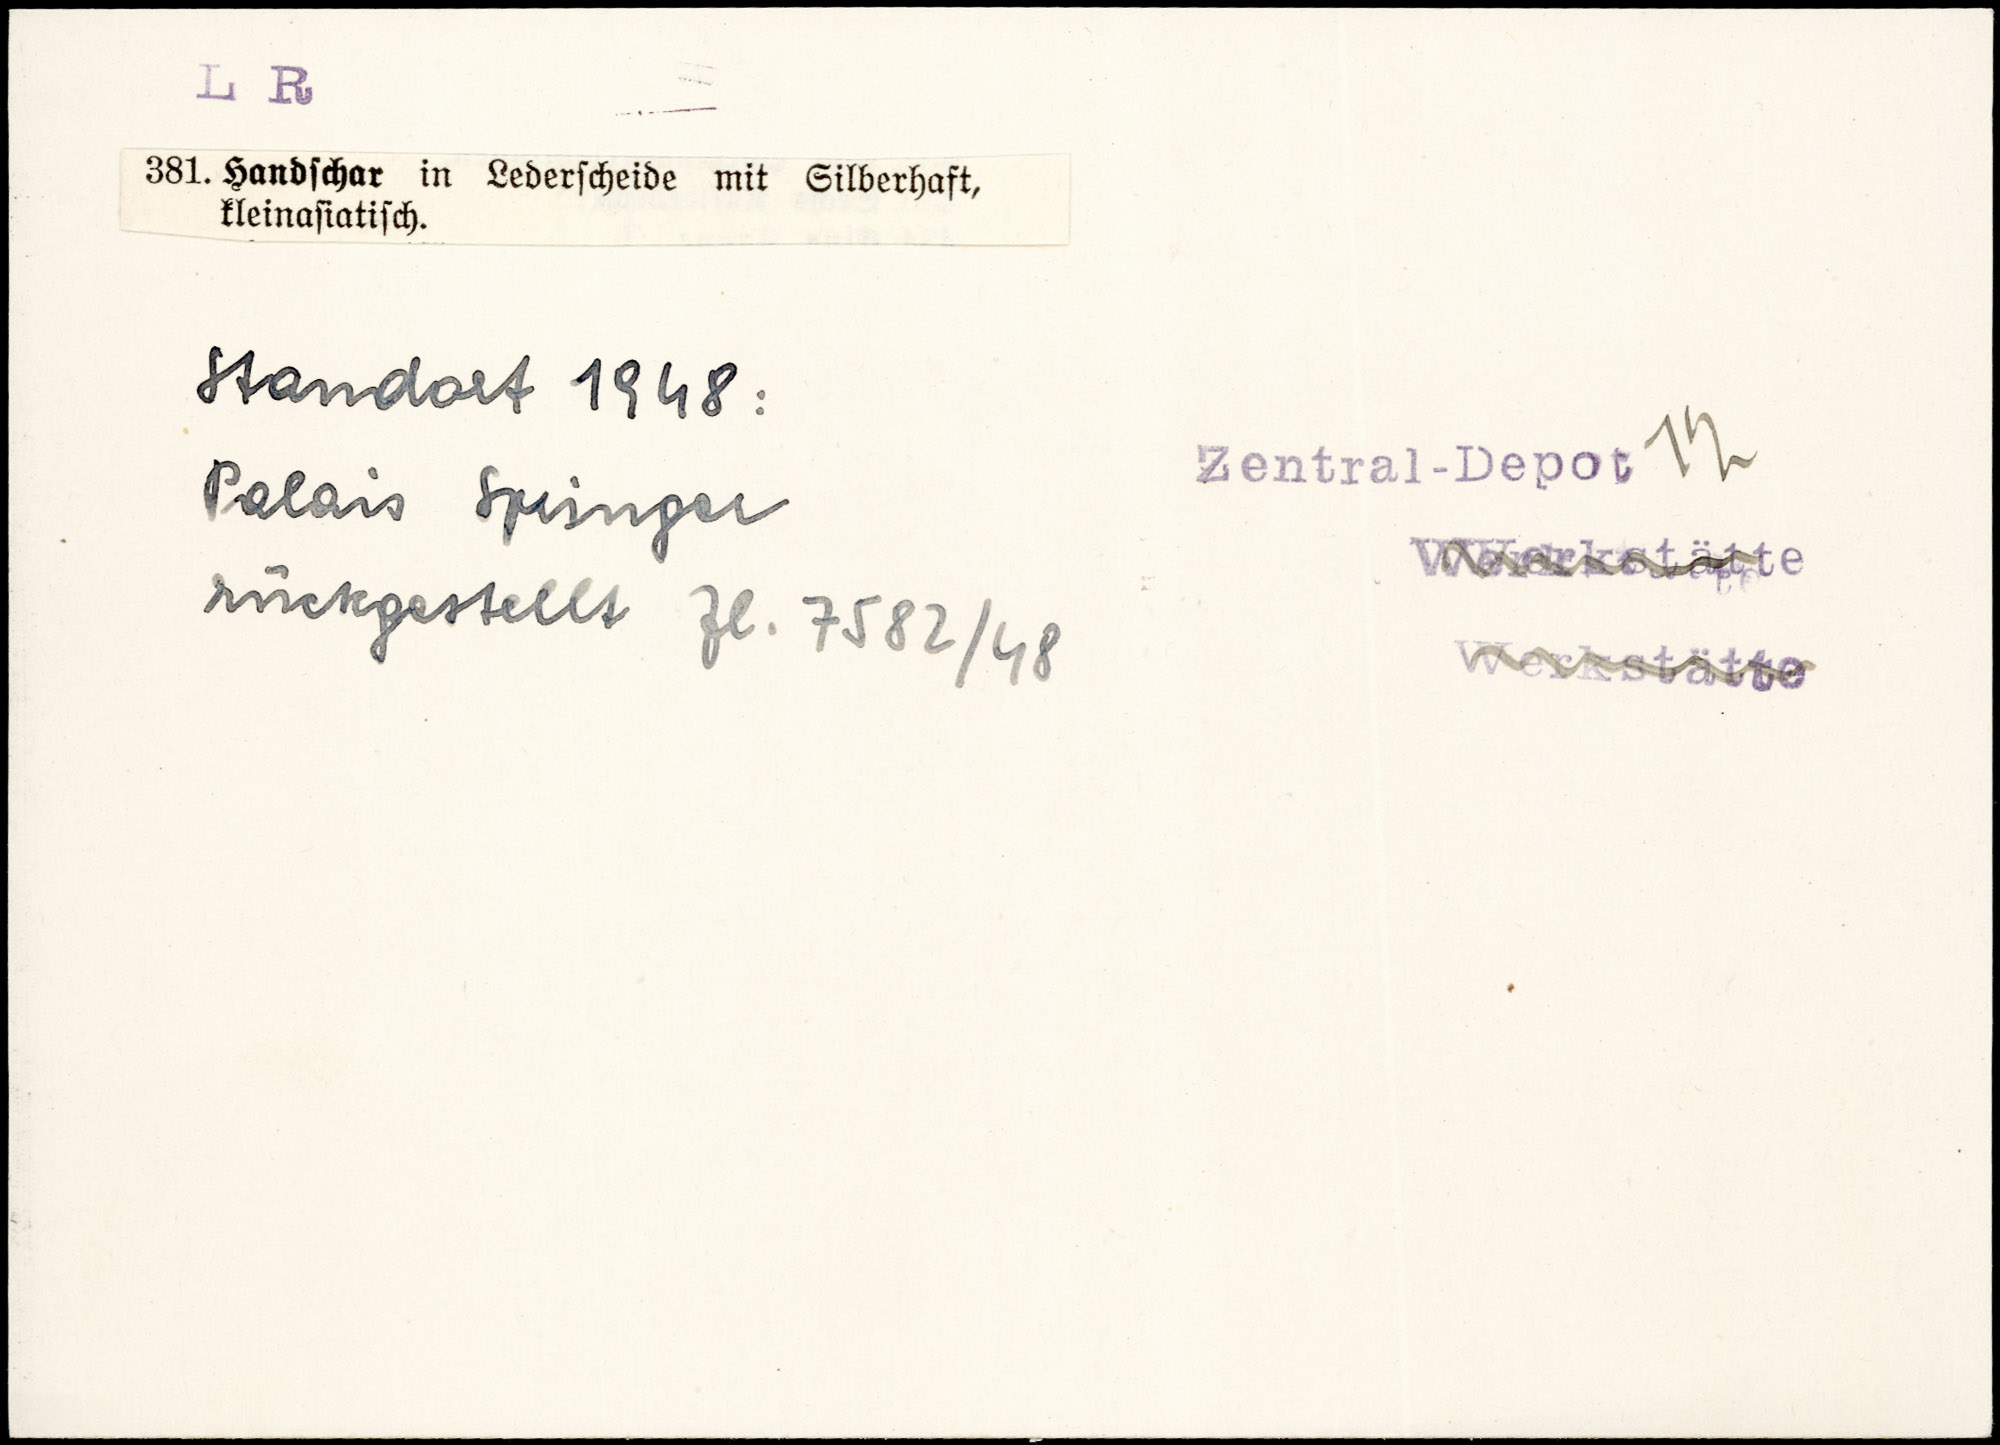 L R
381. Handschar in Lederscheide mit Silberhaft,
kleinasiatisch.
Standort 1948:
Palais Springer
rückgestellt Zl. 7582/48
Zentral-Depot 12
Werkstätte
Werkstätte